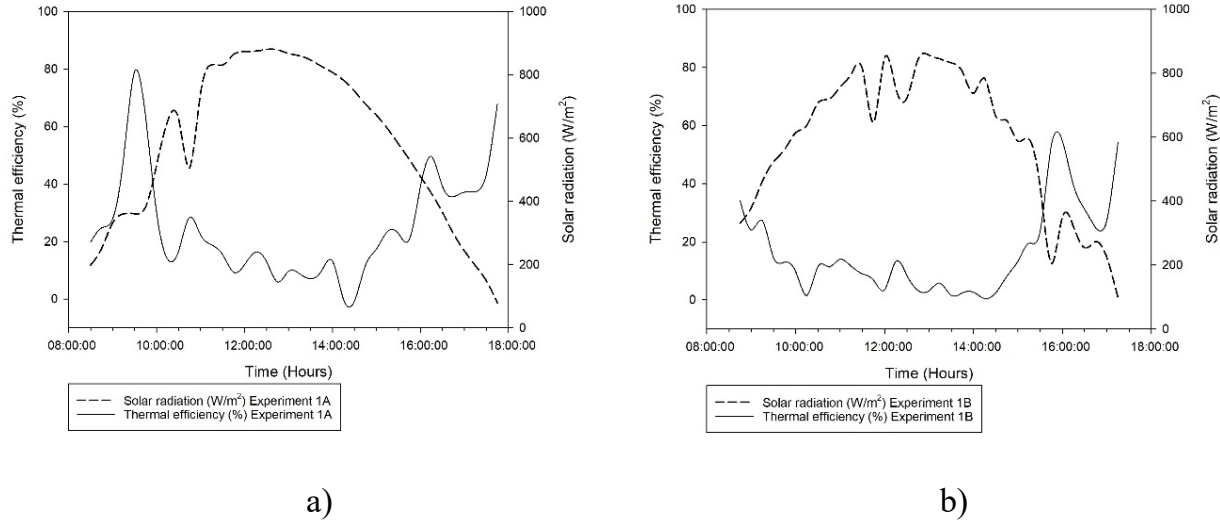 100
80
60
40
20
0
Thermal efficiency (%)
1000
800
600
400
200
0
Solar radiation (W/m²)
08:00:00 10:00:00 12:00:00 14:00:00 16:00:00 18:00:00
Time (Hours)
Solar radiation (W/m²) Experiment 1A
Thermal efficiency (%) Experiment 1A
a)
100
80
60
40
20
0
Thermal efficiency (%)
1000
800
600
400
200
0
Solar radiation (W/m²)
08:00:00 10:00:00 12:00:00 14:00:00 16:00:00 18:00:00
Time (Hours)
Solar radiation (W/m²) Experiment 1B
Thermal efficiency (%) Experiment 1B
b)